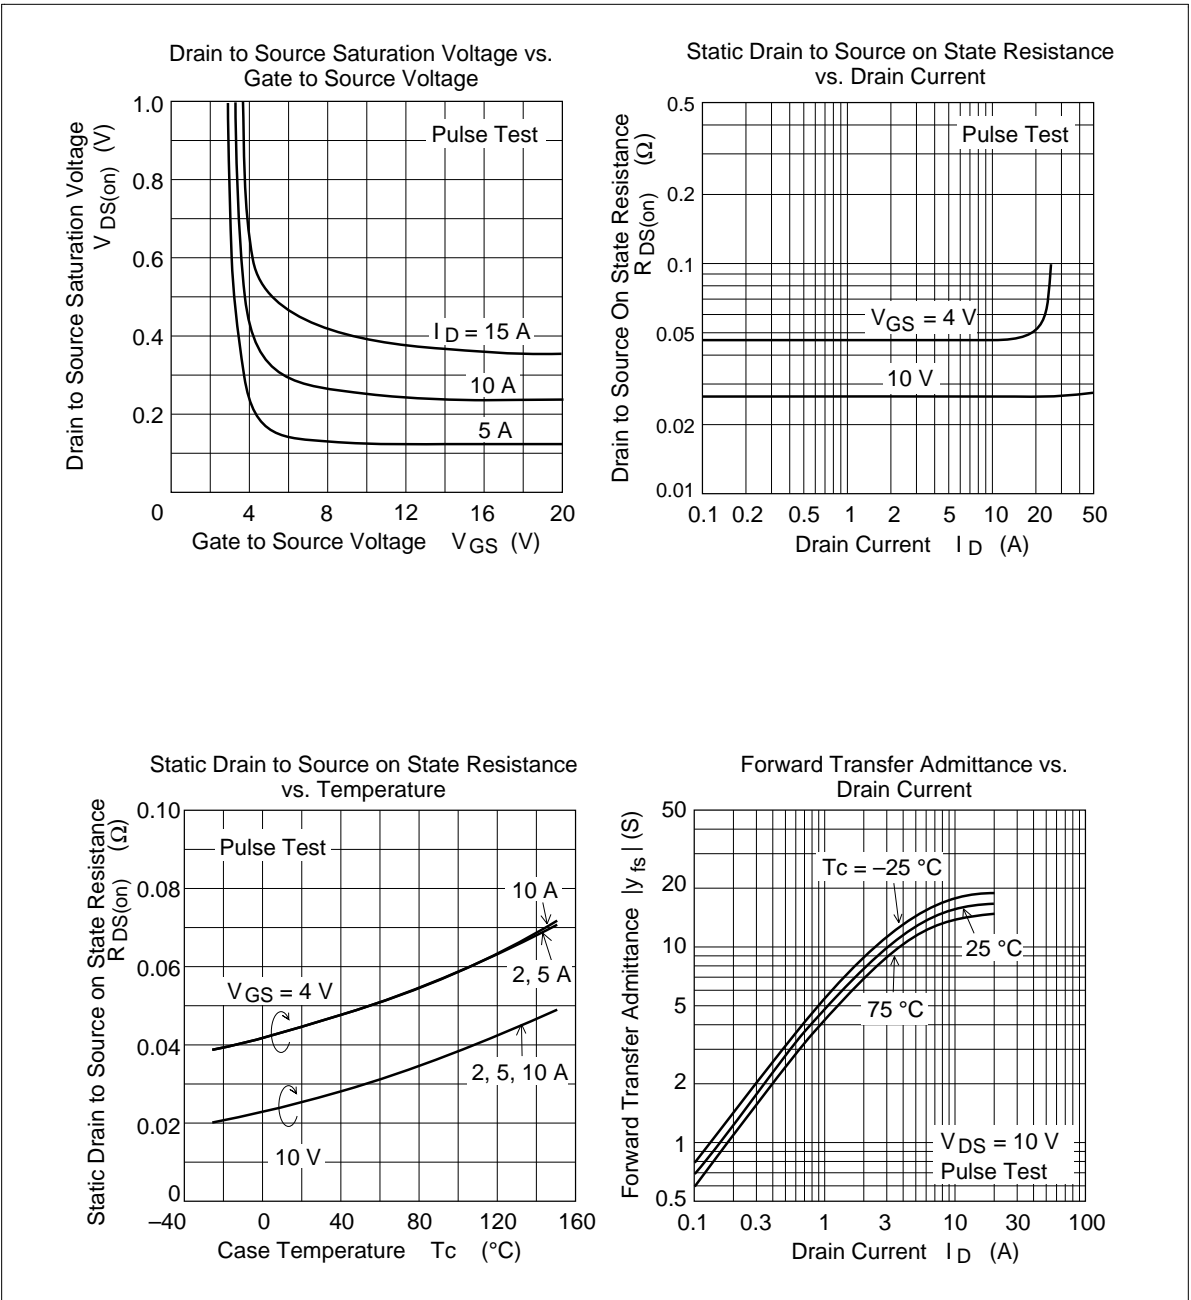 Drain to Source Saturation Voltage vs.
Gate to Source Voltage
Drain to Source Saturation Voltage
V DS(on) (V)
1.0
0.8
0.6
0.4
0.2
0
Pulse Test
I D = 15 A
10 A
5 A
4 8 12 16 20
Gate to Source Voltage V GS (V)
Static Drain to Source on State Resistance
vs. Drain Current
Drain to Source On State Resistance
R DS(on) (Ω)
0.5
0.2
0.1
0.05
0.02
0.01
Pulse Test
V GS = 4 V
10 V
0.1 0.2 0.5 1 2 5 10 20 50
Drain Current I D (A)
Static Drain to Source on State Resistance
vs. Temperature
Static Drain to Source on State Resistance
R DS(on) (Ω)
0.10
0.08
0.06
0.04
0.02
0
Pulse Test
10 A
2, 5 A
V GS = 4 V
2, 5, 10 A
10 V
–40 0 40 80 120 160
Case Temperature Tc (°C)
Forward Transfer Admittance vs.
Drain Current
Forward Transfer Admittance |y fs | (S)
50
20
10
5
2
1
0.5
Tc = –25 °C
25 °C
75 °C
V DS = 10 V
Pulse Test
0.1 0.3 1 3 10 30 100
Drain Current I D (A)